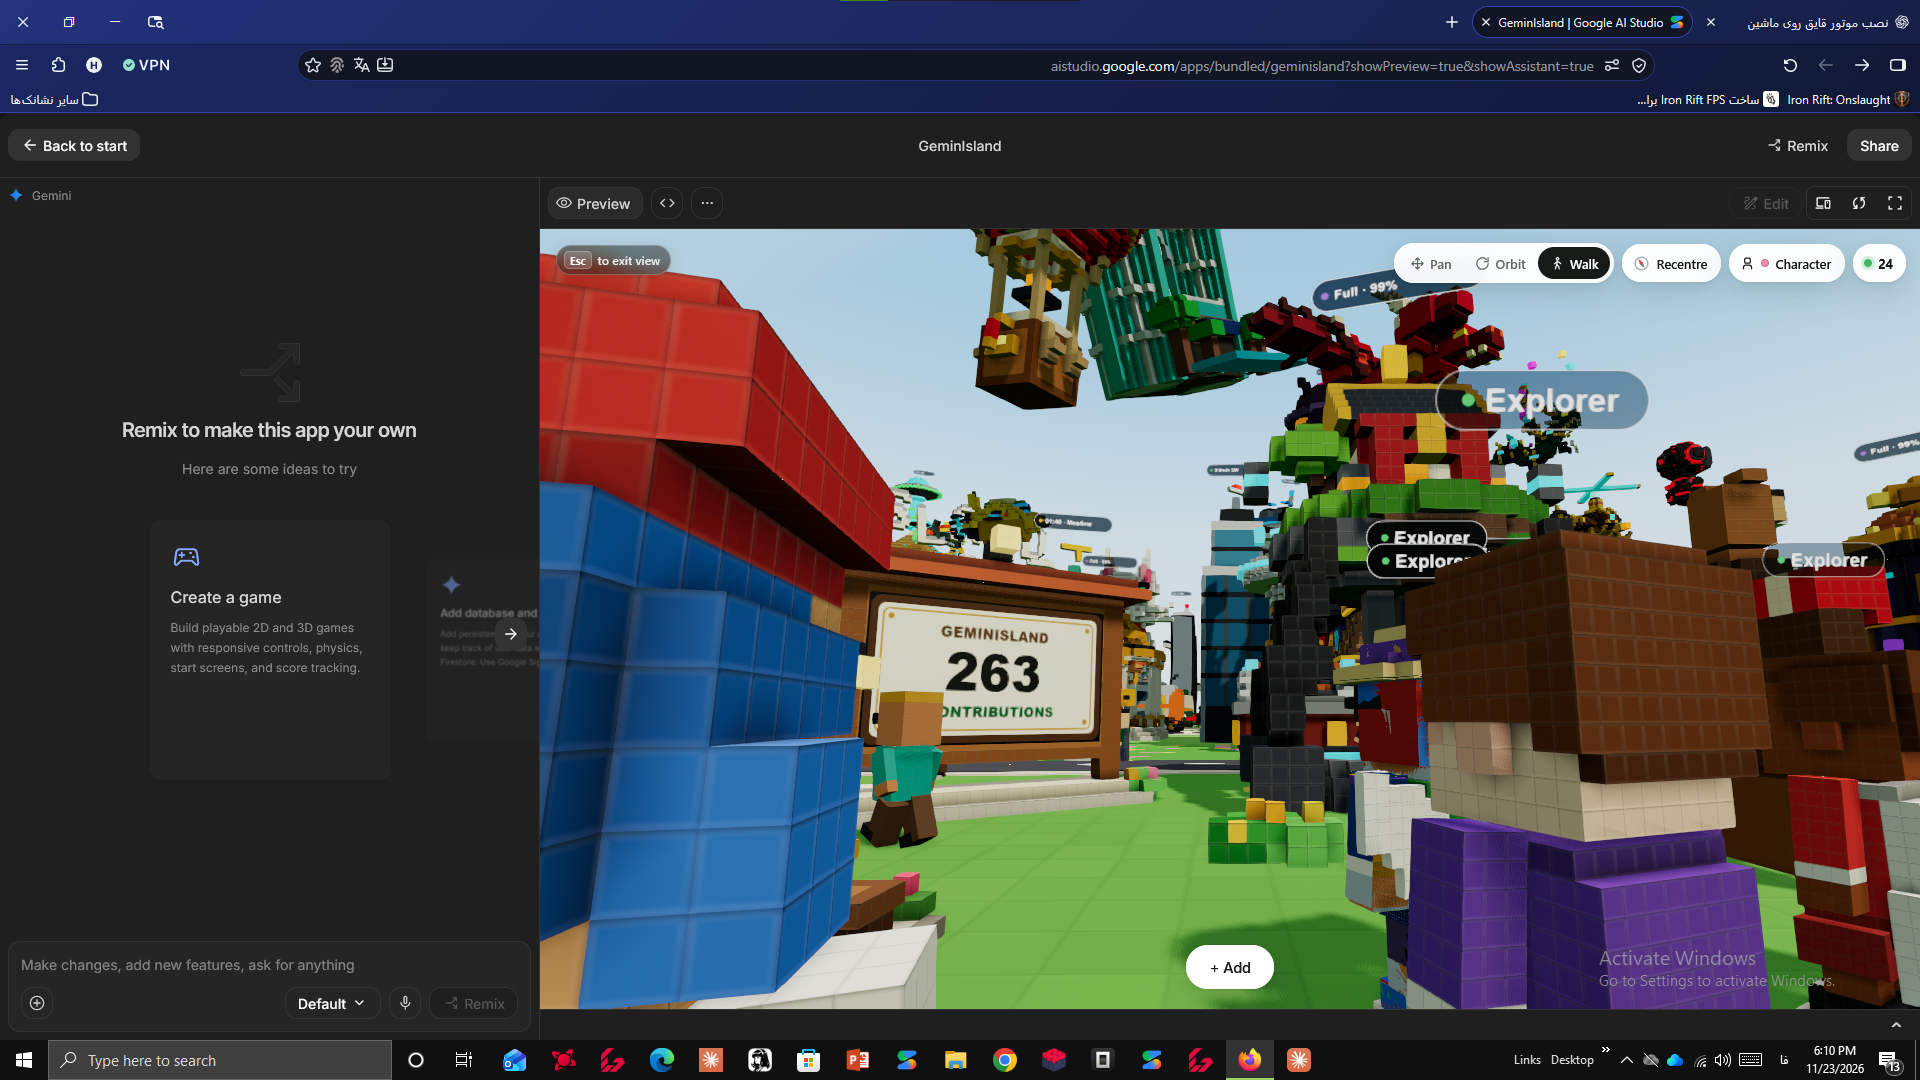 GeminIsland | Google AI Studio
نصب موتور قایق روی ماشین
VPN
aistudio.google.com/apps/bundled/geminisland?showPreview=true&showAssistant=true
سایر نشانک‌ها
ساخت Iron Rift FPS برا...
Iron Rift: Onslaught
Back to start
GeminIsland
Remix
Share
Gemini
Preview
Edit
Esc to exit view
Pan
Orbit
Walk
Recentre
Character
24
Full · 99%
Explorer
Full · 99%
Explorer
Explorer
Explorer
GEMINISLAND
263
ONTRIBUTIONS
Remix to make this app your own
Here are some ideas to try
Create a game
Build playable 2D and 3D games
with responsive controls, physics,
start screens, and score tracking.
Add database and
+ Add
Activate Windows
Go to Settings to activate Windows.
Make changes, add new features, ask for anything
Default
Remix
Type here to search
Links
Desktop
فا
6:10 PM
11/23/2026
13